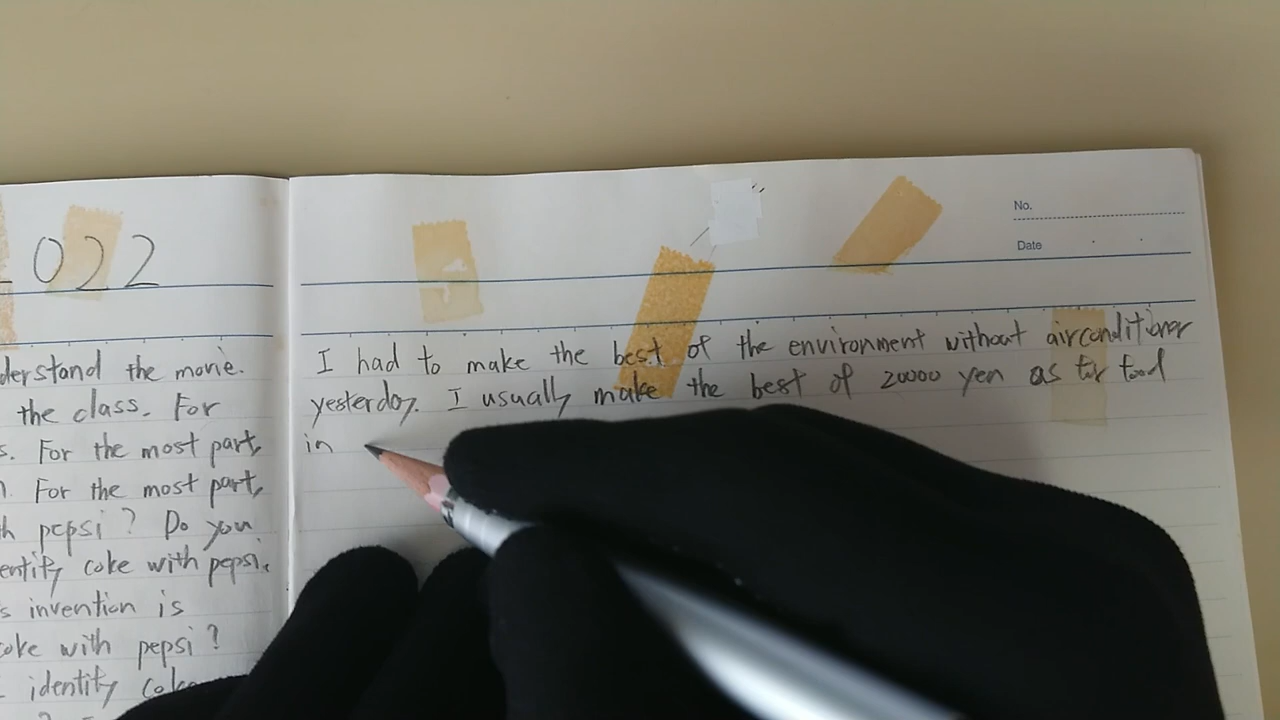 022
derstand the movie.
the class. For
s. For the most part,
n. For the most part,
h pepsi? Do you
entify coke with pepsi.
s invention is
coke with pepsi?
identify coke
No.
Date
I had to make the best of the environment without airconditioner
yesterday. I usually make the best of 20000 yen as for food
in